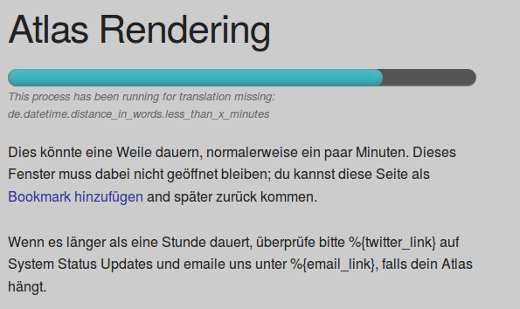 Atlas Rendering
This process has been running for translation missing:
de.datetime.distance_in_words.less_than_x_minutes
Dies könnte eine Weile dauern, normalerweise ein paar Minuten. Dieses
Fenster muss dabei nicht geöffnet bleiben; du kannst diese Seite als
Bookmark hinzufügen and später zurück kommen.
Wenn es länger als eine Stunde dauert, überprüfe bitte %{twitter_link} auf
System Status Updates und emaile uns unter %{email_link}, falls dein Atlas
hängt.